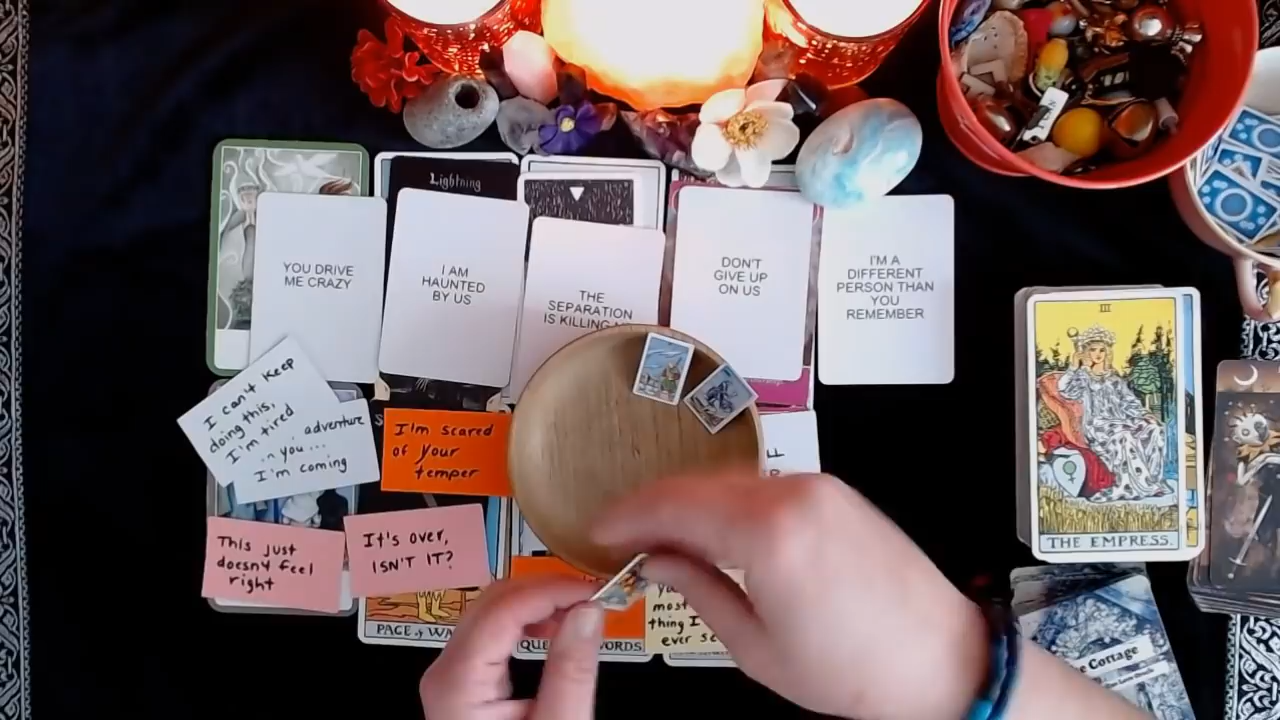 Lightning
YOU DRIVE
ME CRAZY
I AM
HAUNTED
BY US
THE
SEPARATION
IS KILLING
DON'T
GIVE UP
ON US
I'M A
DIFFERENT
PERSON THAN
YOU
REMEMBER
I can't keep
doing this,
I'm tired
adventure
in you...
I'm coming
I'm scared
of your
temper
This just
doesn't feel
right
It's over,
ISN'T IT?
most
thing I
ever
PAGE of WA
QUE WORDS
III
THE EMPRESS.
Cottage